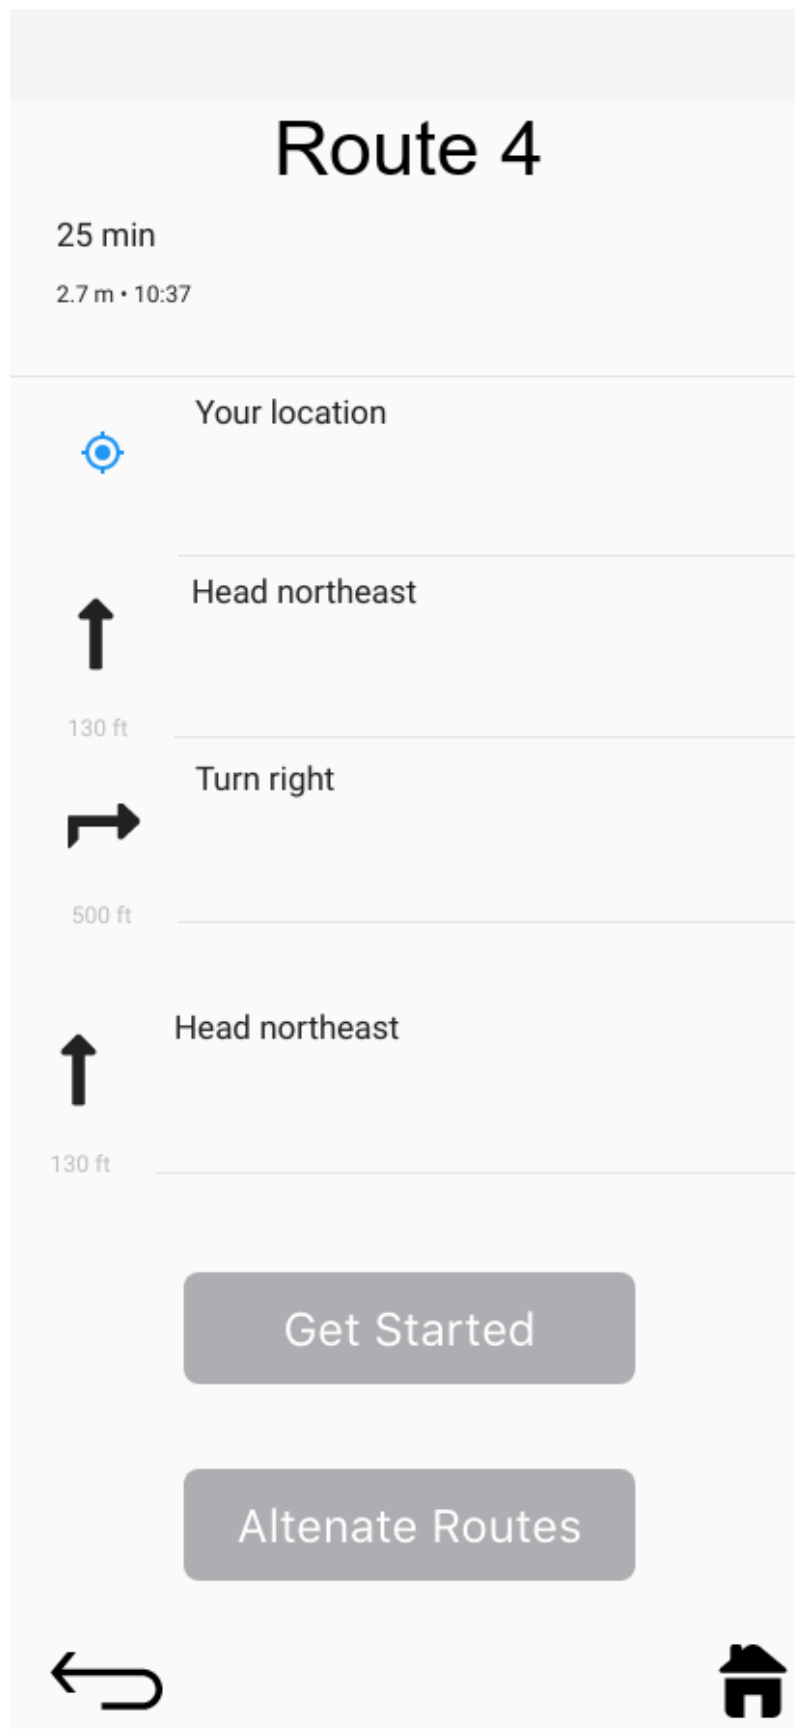 Route 4
25 min
2.7 m • 10:37
Your location
Head northeast
130 ft
Turn right
500 ft
Head northeast
130 ft
Get Started
Altenate Routes